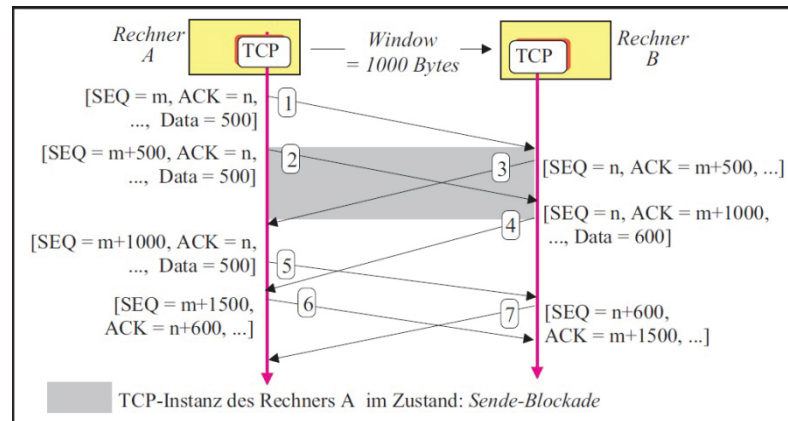 Rechner
A
TCP
Window
= 1000 Bytes
TCP
Rechner
B
[SEQ = m, ACK = n,
..., Data = 500]
1
[SEQ = m+500, ACK = n,
..., Data = 500]
2
3
[SEQ = n, ACK = m+500, ...]
4
[SEQ = n, ACK = m+1000,
..., Data = 600]
[SEQ = m+1000, ACK = n,
..., Data = 500]
5
[SEQ = m+1500,
ACK = n+600, ...]
6
7
[SEQ = n+600,
ACK = m+1500, ...]
TCP-Instanz des Rechners A im Zustand: Sende-Blockade